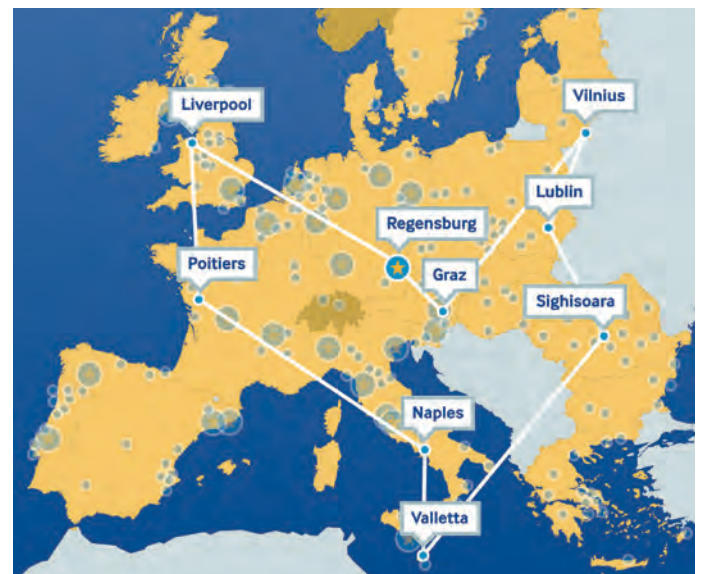 Liverpool
Vilnius
Lublin
Regensburg
Poitiers
Graz
Sighisoara
Naples
Valletta